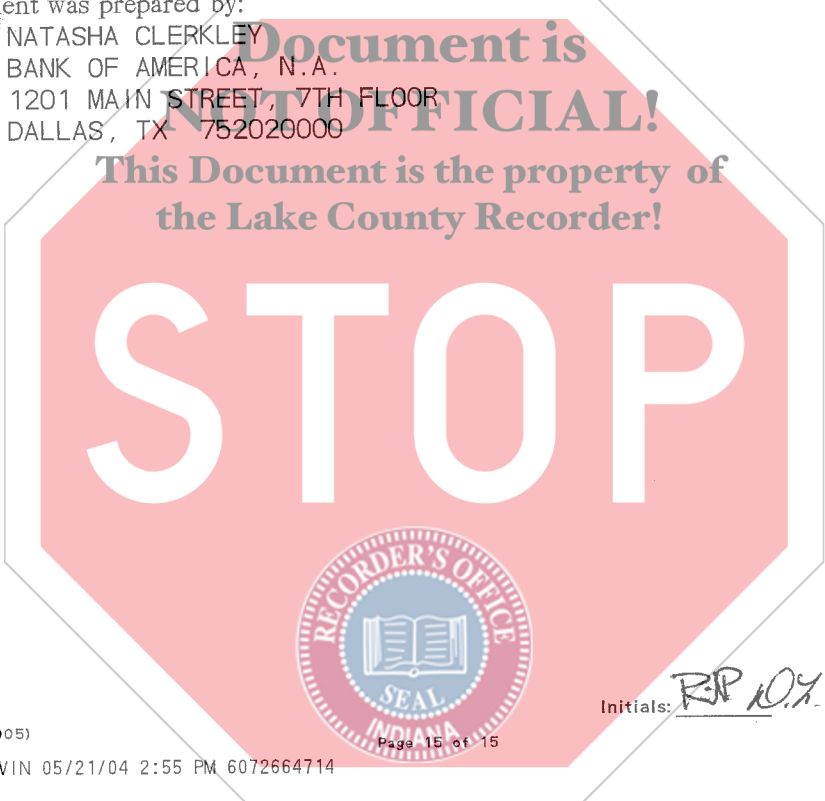 ent was prepared by:
NATASHA CLERKLEY
BANK OF AMERICA, N.A.
1201 MAIN STREET, 7TH FLOOR
DALLAS, TX 752020000
Document is
NOT OFFICIAL!
This Document is the property of
the Lake County Recorder!
STOP
RECORDER'S OFFICE
SEAL
INDIANA
Initials: RJP D.Z.
05)
Page 15 of 15
VIN 05/21/04 2:55 PM 6072664714